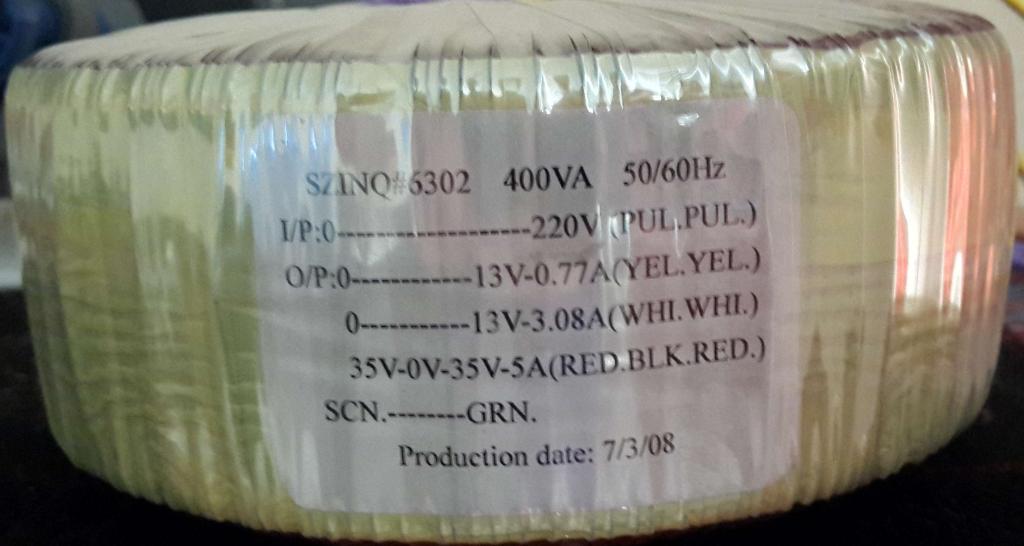 SZINQ#6302 400VA 50/60Hz
I/P:0-------------------220V (PUL.PUL.)
O/P:0------------13V-0.77A(YEL.YEL.)
0-----------13V-3.08A(WHI.WHI.)
35V-0V-35V-5A(RED.BLK.RED.)
SCN.--------GRN.
Production date: 7/3/08